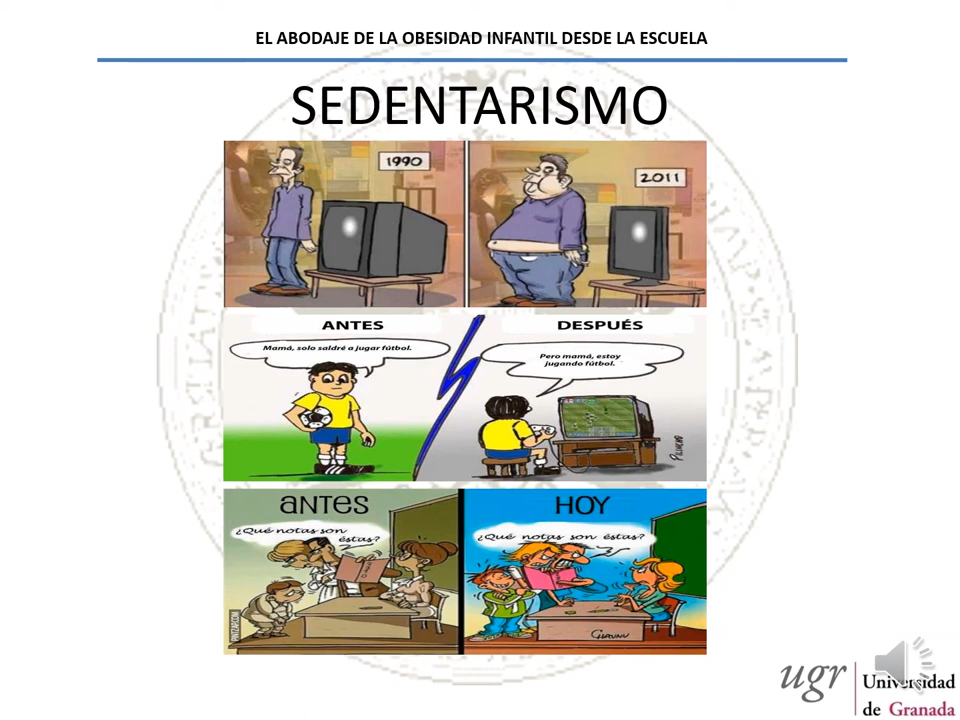 EL ABODAJE DE LA OBESIDAD INFANTIL DESDE LA ESCUELA
SEDENTARISMO
1990
2011
ANTES
DESPUÉS
Mamá, solo saldré a jugar fútbol.
Pero mamá, estoy
jugando fútbol.
ANTES
HOY
¿Qué notas son
éstas?
¿Qué notas son éstas?
ugr
Universidad
de Granada